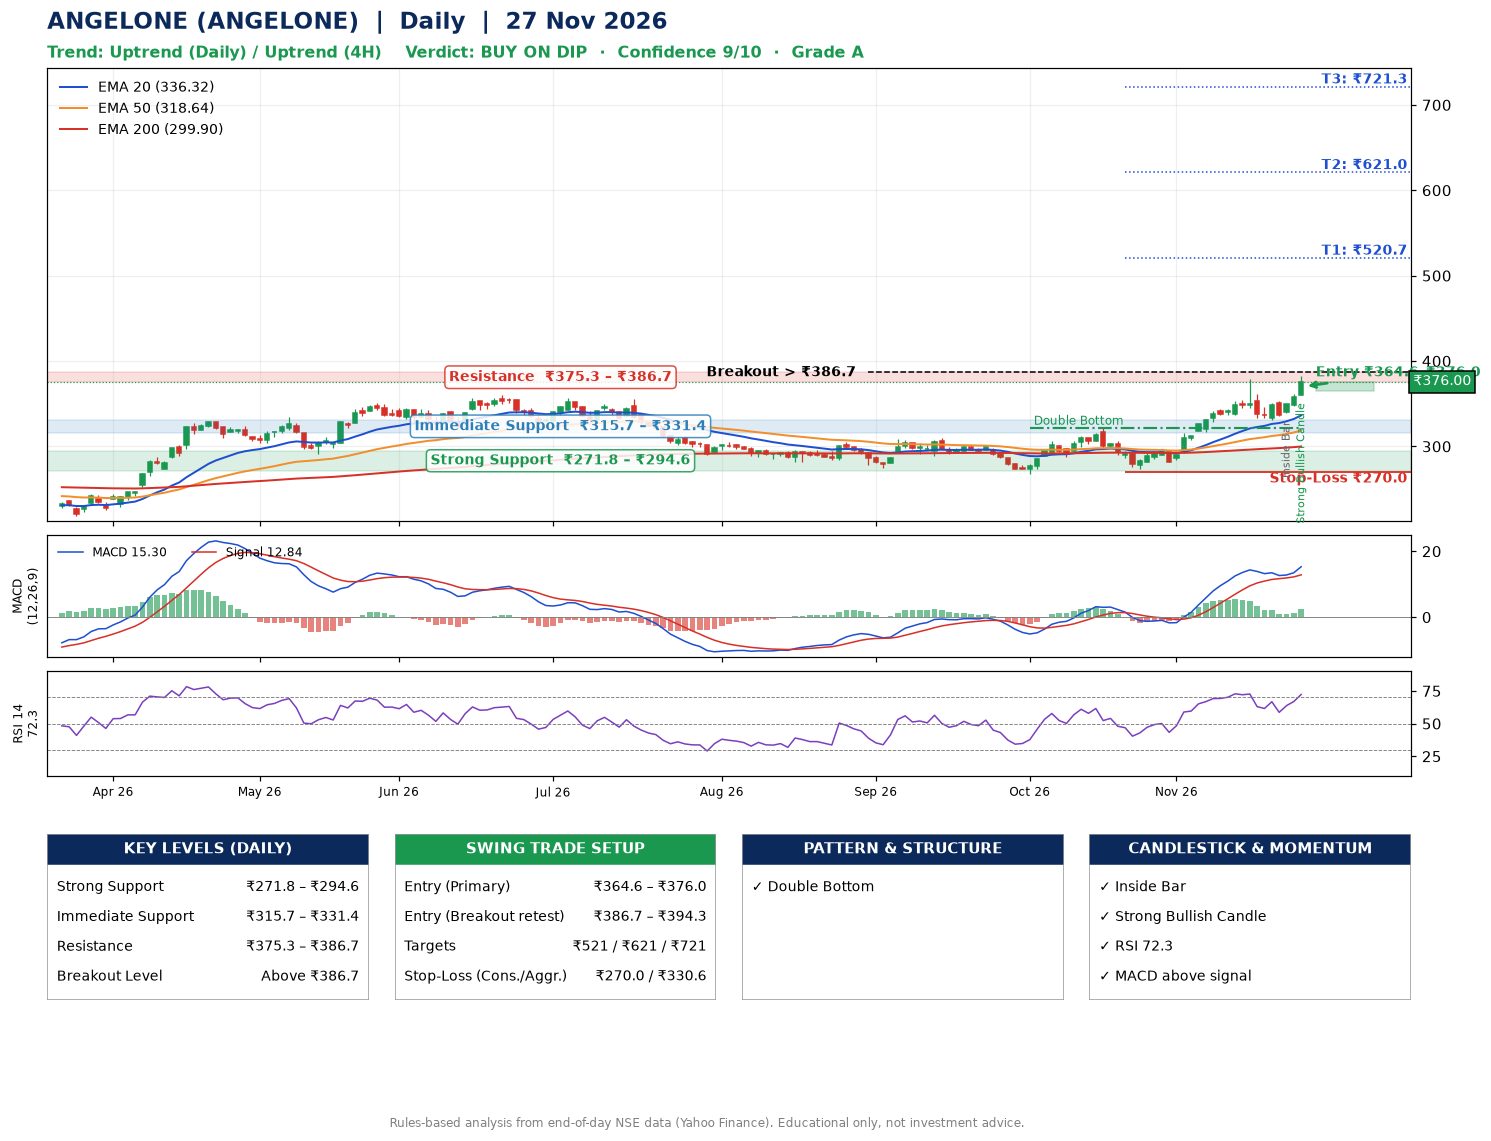 ANGELONE (ANGELONE) | Daily | 27 Nov 2026
Trend: Uptrend (Daily) / Uptrend (4H) Verdict: BUY ON DIP · Confidence 9/10 · Grade A
EMA 20 (336.32)
EMA 50 (318.64)
EMA 200 (299.90)
T3: ₹721.3
T2: ₹621.0
T1: ₹520.7
700
600
500
400
300
Resistance ₹375.3 – ₹386.7
Breakout > ₹386.7
Entry ₹364.6
₹376.00
Immediate Support ₹315.7 – ₹331.4
Double Bottom
Strong Support ₹271.8 – ₹294.6
Inside Bar
Strong Bullish Candle
Stop-Loss ₹270.0
MACD (12,26,9)
MACD 15.30 Signal 12.84
20
0
RSI 14
72.3
75
50
25
Apr 26 May 26 Jun 26 Jul 26 Aug 26 Sep 26 Oct 26 Nov 26
KEY LEVELS (DAILY)
Strong Support ₹271.8 – ₹294.6
Immediate Support ₹315.7 – ₹331.4
Resistance ₹375.3 – ₹386.7
Breakout Level Above ₹386.7
SWING TRADE SETUP
Entry (Primary) ₹364.6 – ₹376.0
Entry (Breakout retest) ₹386.7 – ₹394.3
Targets ₹521 / ₹621 / ₹721
Stop-Loss (Cons./Aggr.) ₹270.0 / ₹330.6
PATTERN & STRUCTURE
✓ Double Bottom
CANDLESTICK & MOMENTUM
✓ Inside Bar
✓ Strong Bullish Candle
✓ RSI 72.3
✓ MACD above signal
Rules-based analysis from end-of-day NSE data (Yahoo Finance). Educational only, not investment advice.